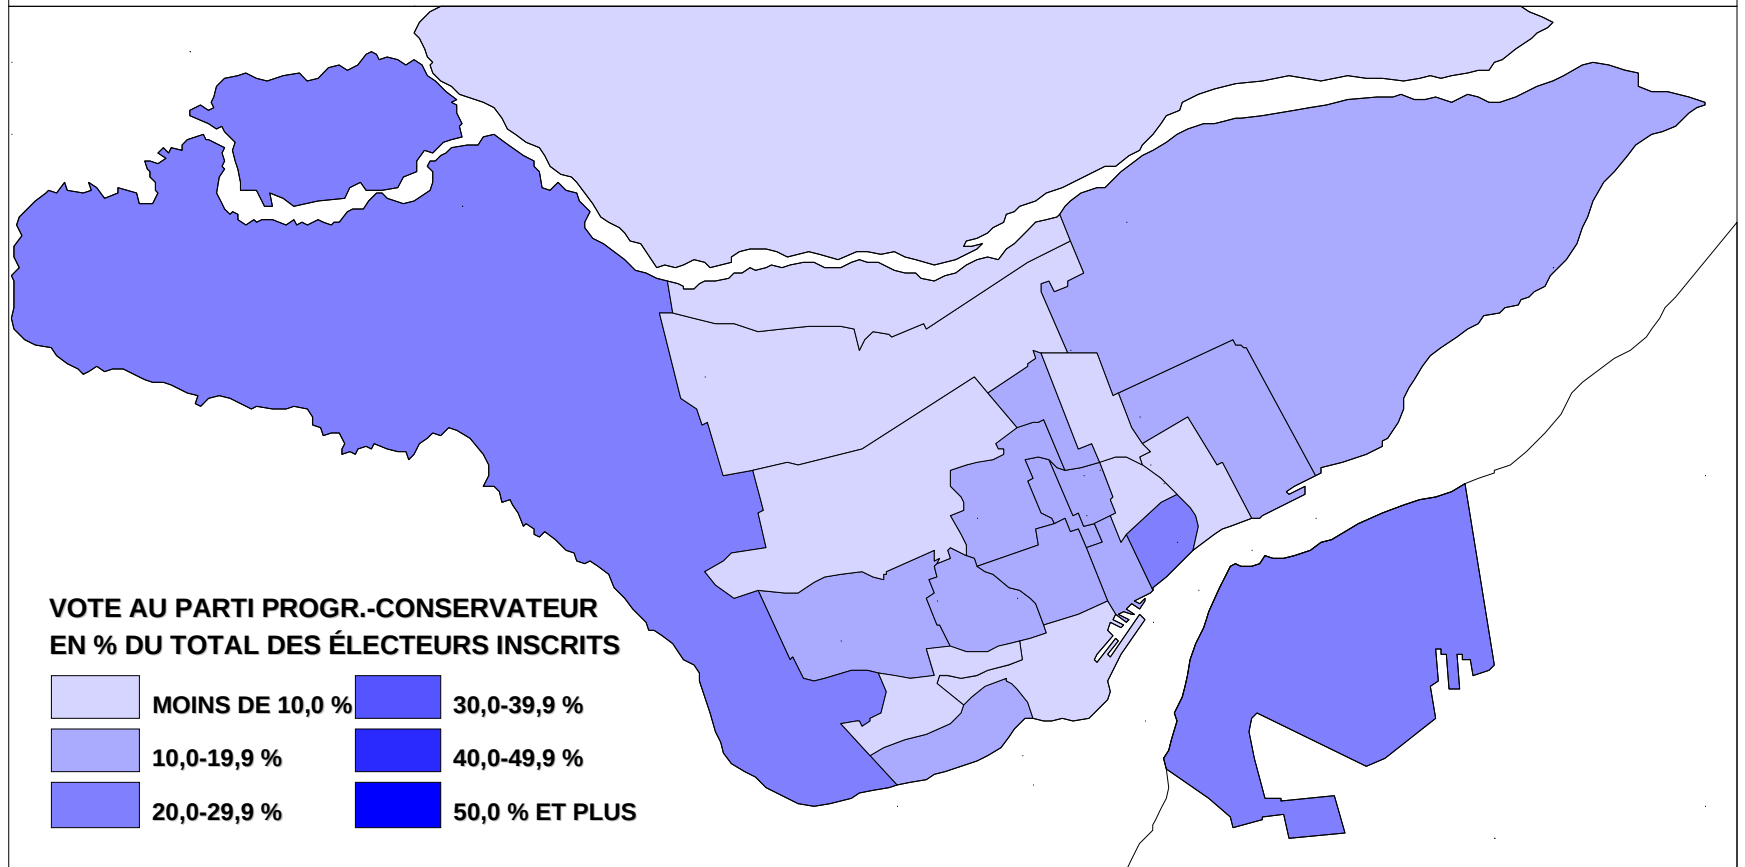 VOTE AU PARTI PROGR.-CONSERVATEUR
EN % DU TOTAL DES ÉLECTEURS INSCRITS
MOINS DE 10,0 %
30,0-39,9 %
10,0-19,9 %
40,0-49,9 %
20,0-29,9 %
50,0 % ET PLUS